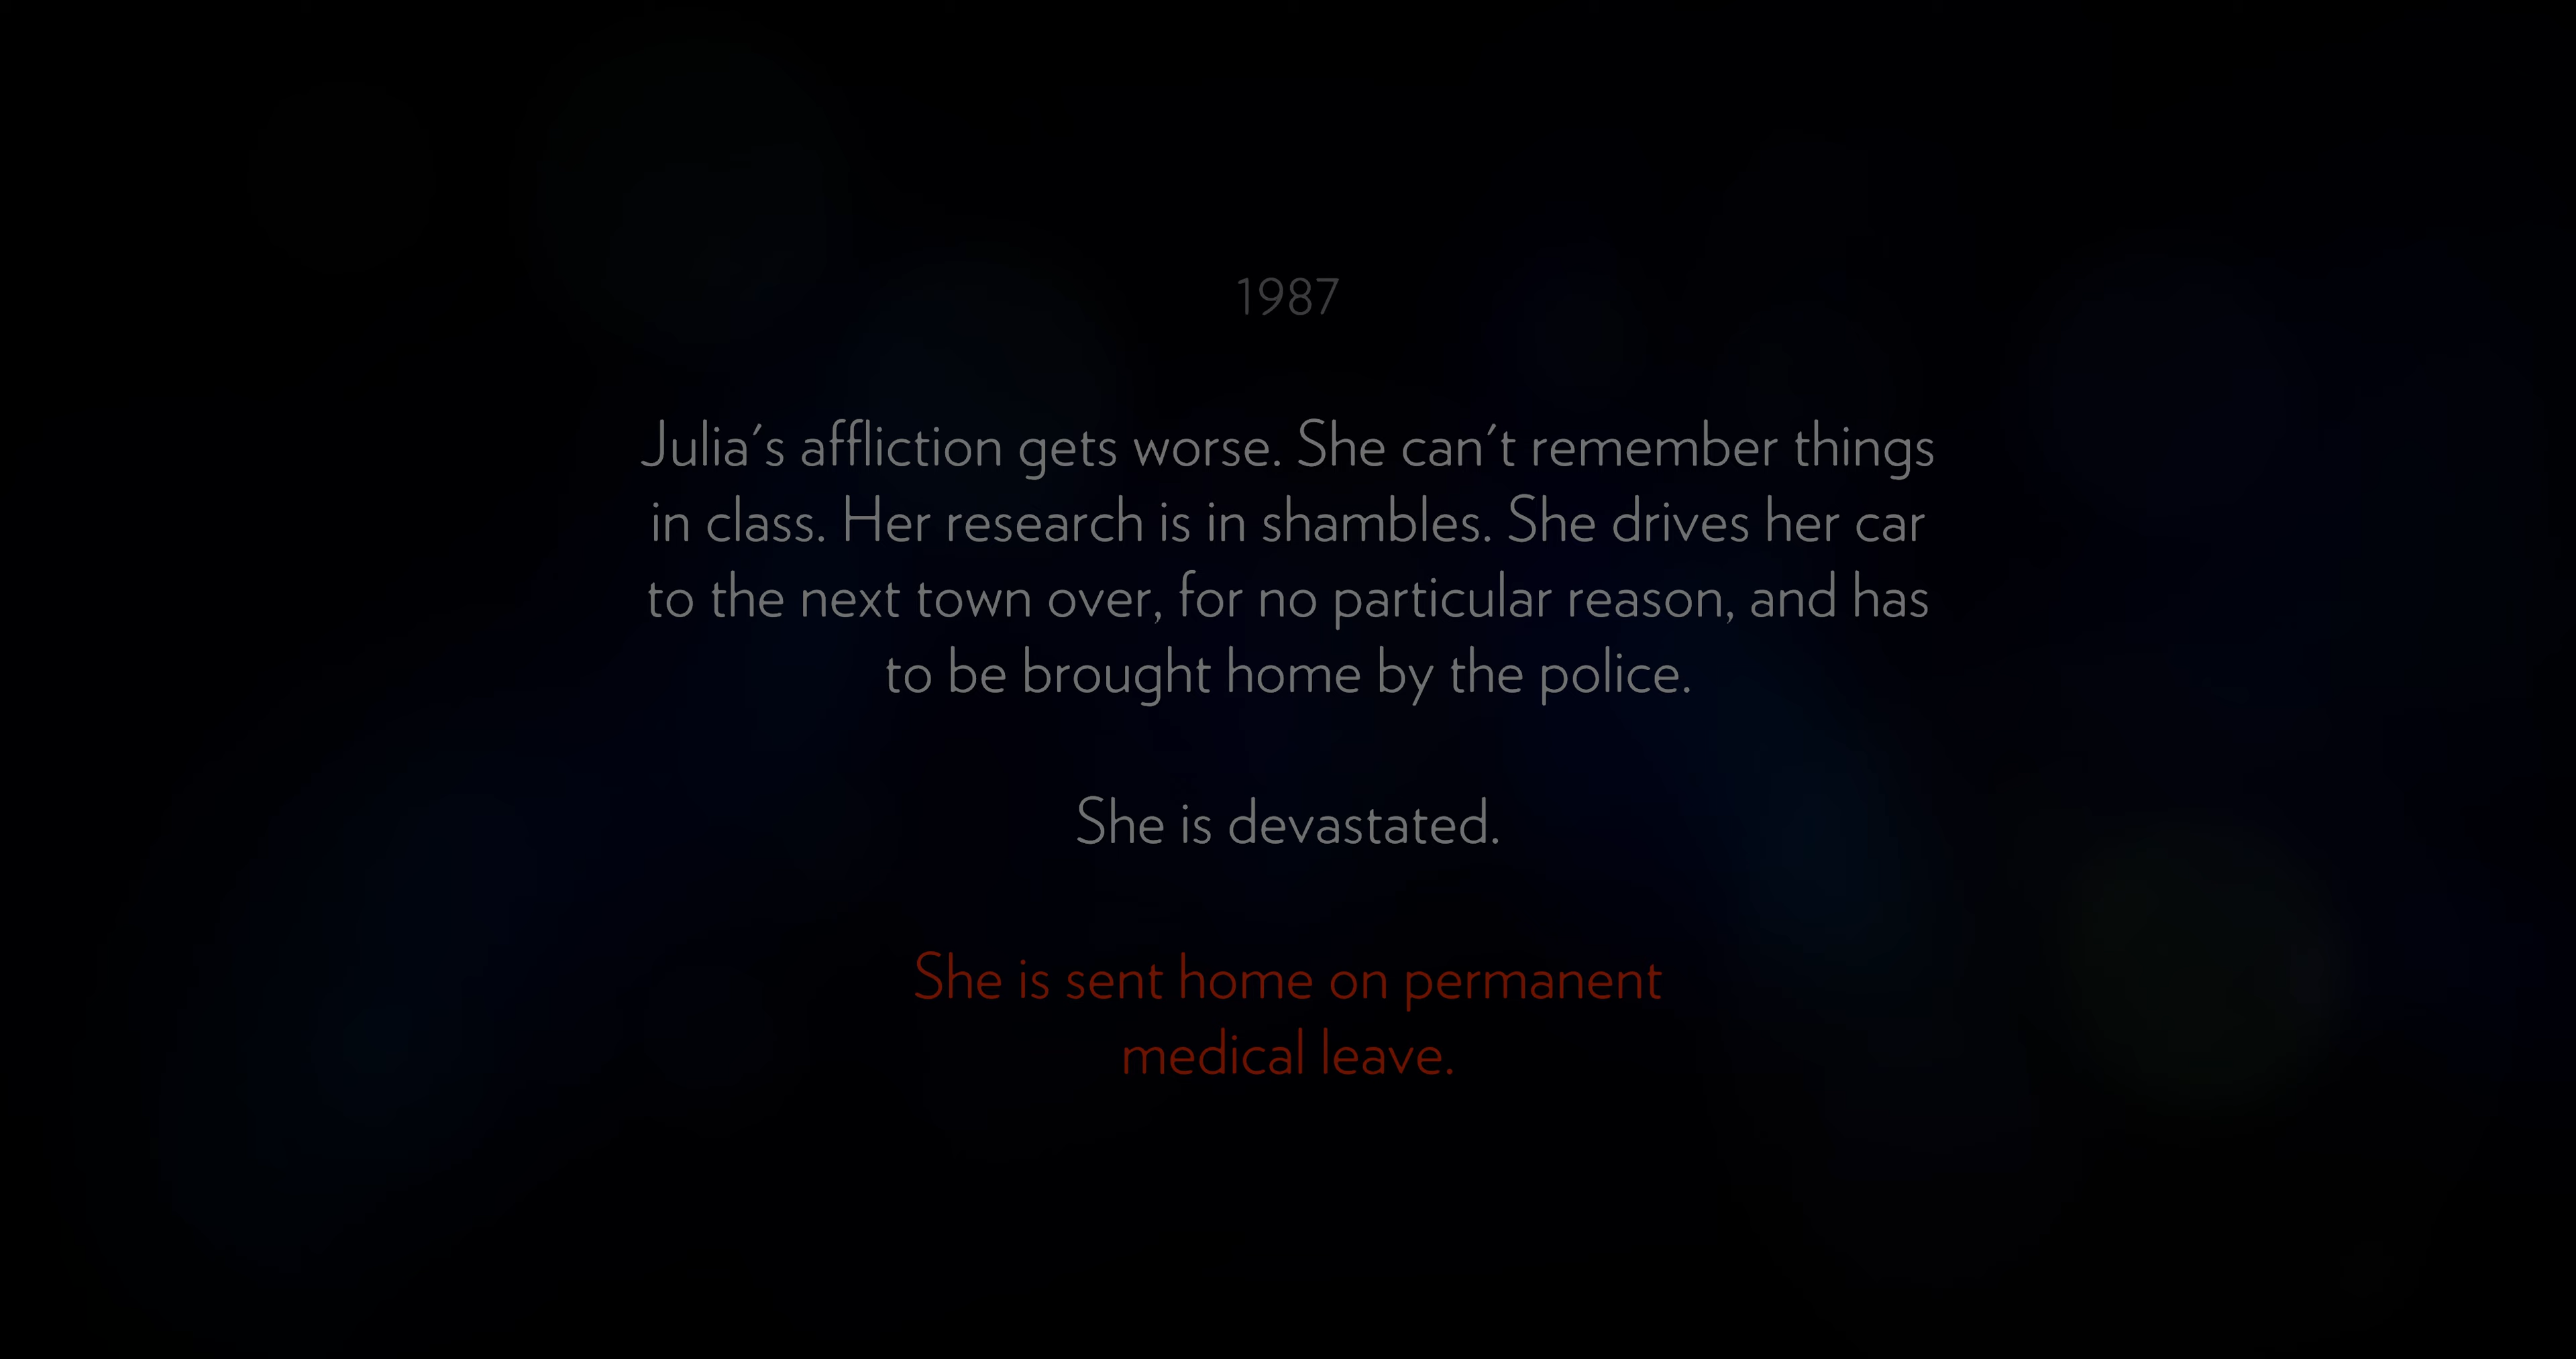 1987
Julia's affliction gets worse. She can't remember things
in class. Her research is in shambles. She drives her car
to the next town over, for no particular reason, and has
to be brought home by the police.
She is devastated.
She is sent home on permanent
medical leave.